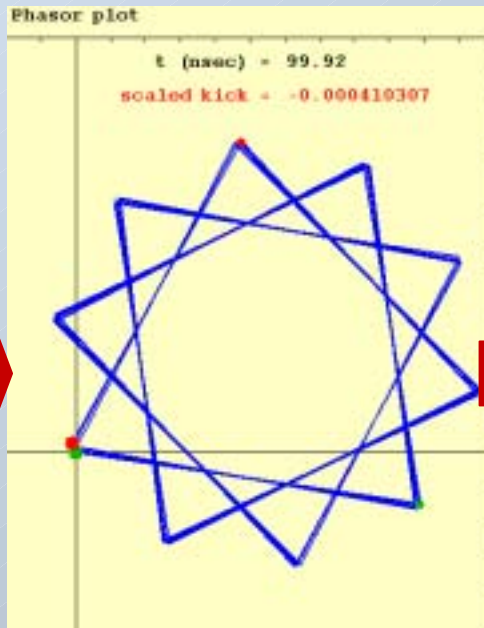 Phasor plot
t (nsec) = 99.92
scaled kick = -0.000410307